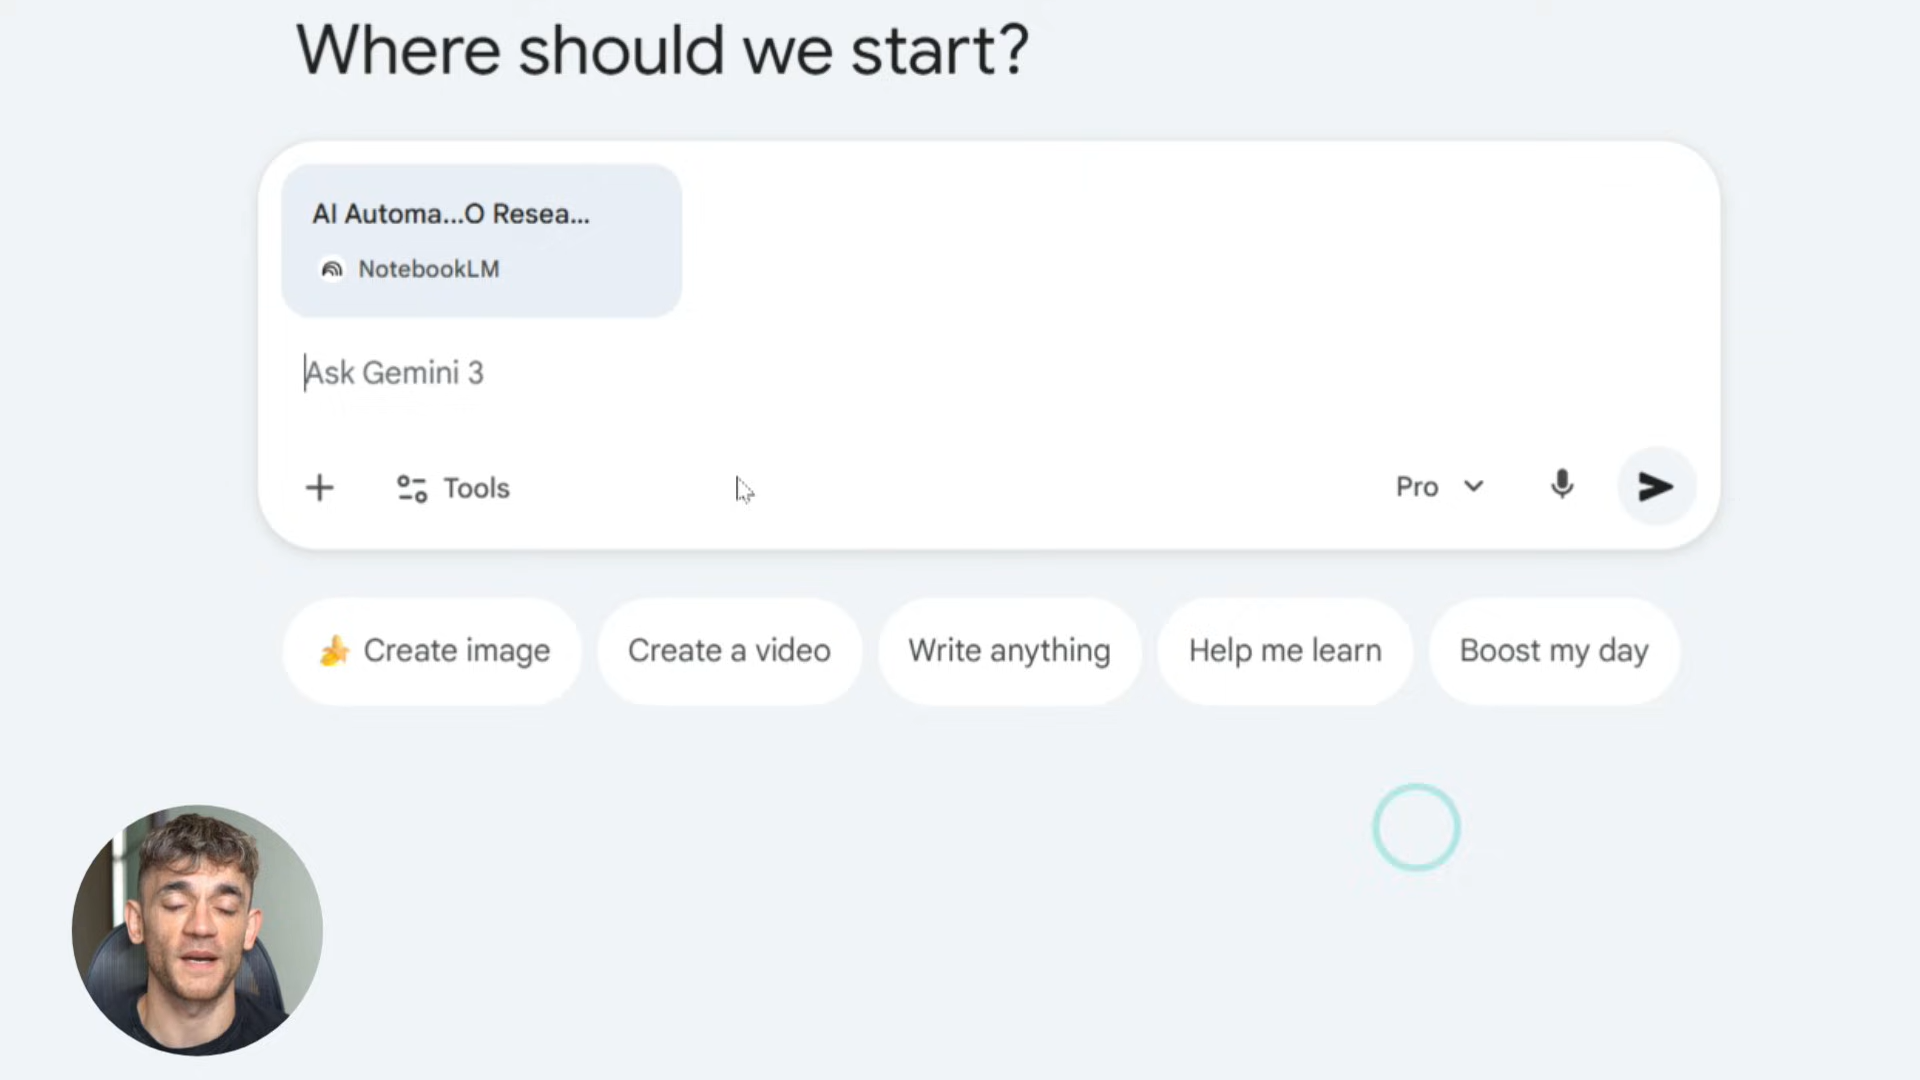 Where should we start?
AI Automa...O Resea...
NotebookLM
Ask Gemini 3
Tools
Pro
Create image
Create a video
Write anything
Help me learn
Boost my day